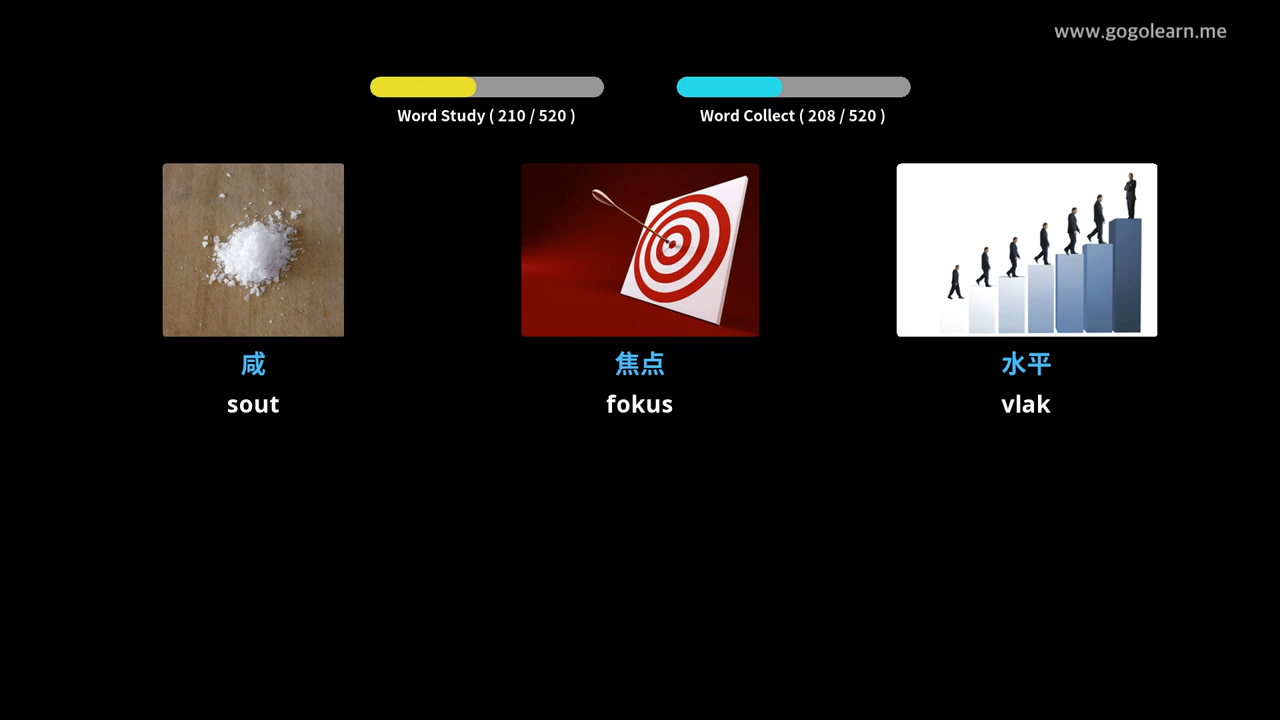 www.gogolearn.me
Word Study ( 210 / 520 )
Word Collect ( 208 / 520 )
咸
sout
焦点
fokus
水平
vlak